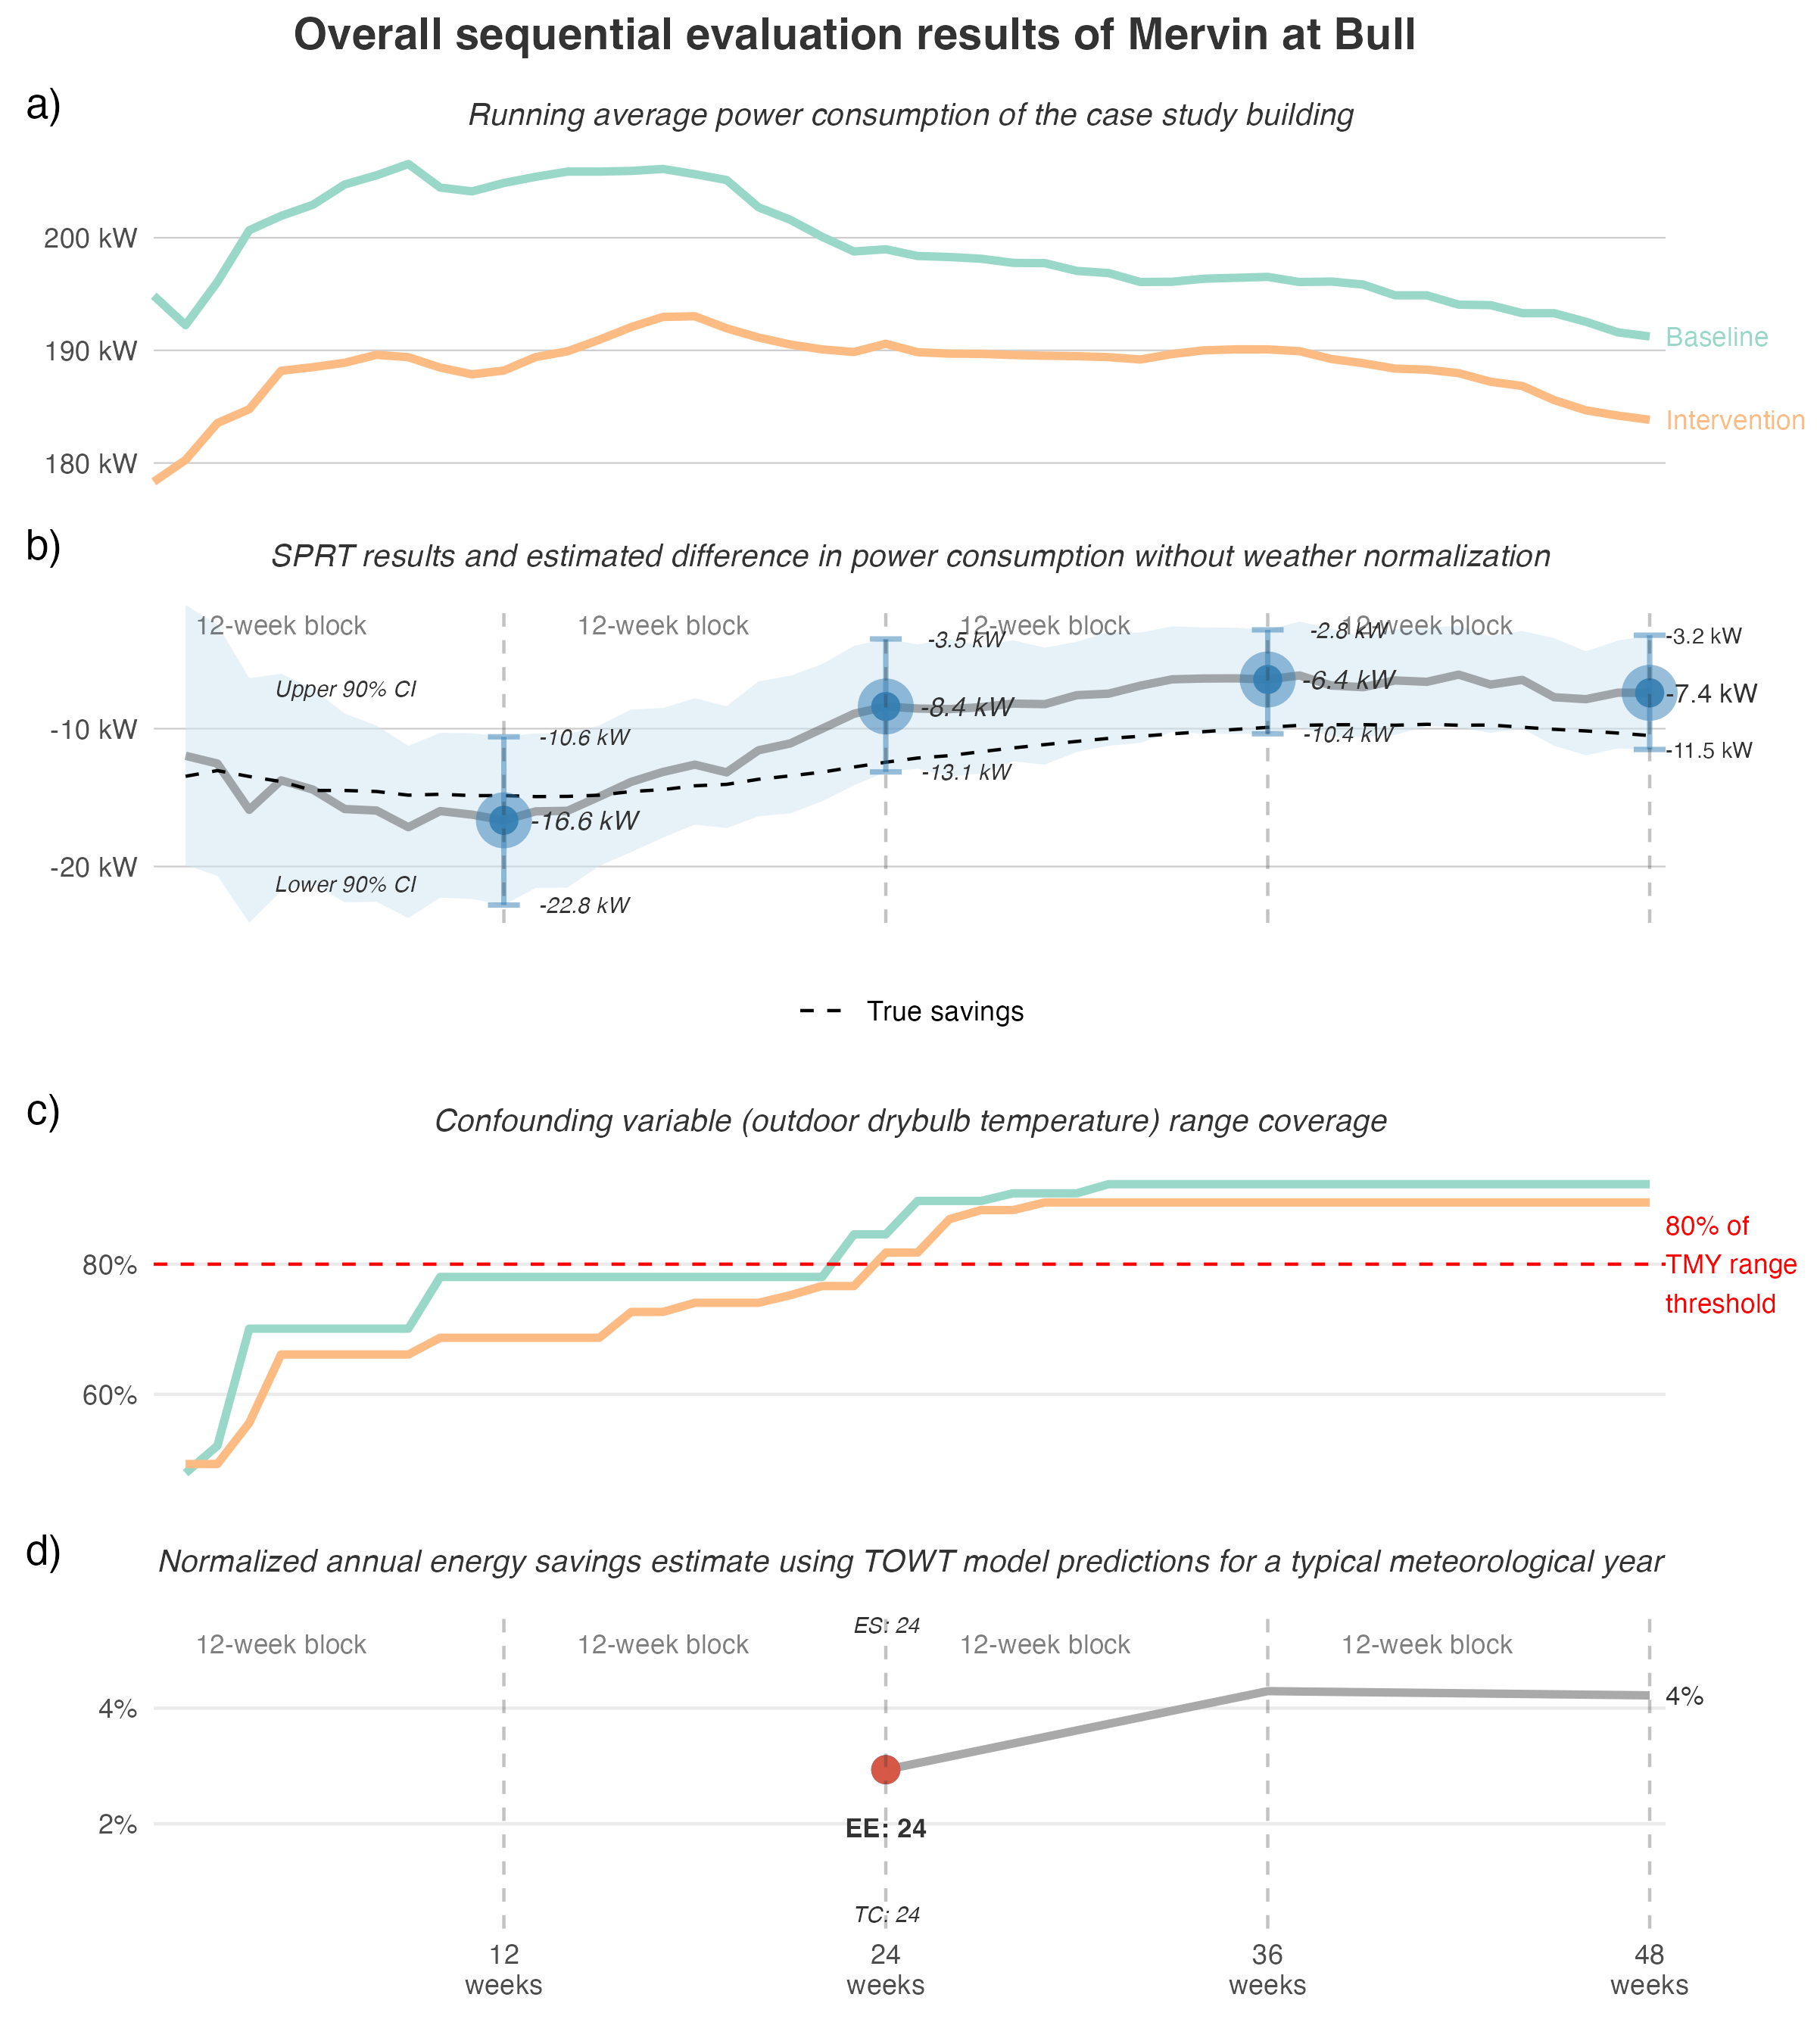 Overall sequential evaluation results of Mervin at Bull
a)
Running average power consumption of the case study building
200 kW
190 kW
180 kW
Baseline
Intervention
b)
SPRT results and estimated difference in power consumption without weather normalization
12-week block
12-week block
12-week block
12-week block
-3.5 kW
-2.8 kW
-3.2 kW
Upper 90% CI
-6.4 kW
-7.4 kW
-8.4 kW
-10 kW
-10.6 kW
-10.4 kW
-11.5 kW
-13.1 kW
-16.6 kW
-20 kW
Lower 90% CI
-22.8 kW
True savings
c)
Confounding variable (outdoor drybulb temperature) range coverage
80%
60%
80% of
TMY range
threshold
d)
Normalized annual energy savings estimate using TOWT model predictions for a typical meteorological year
ES: 24
12-week block
12-week block
12-week block
12-week block
4%
4%
2%
EE: 24
TC: 24
12
weeks
24
weeks
36
weeks
48
weeks